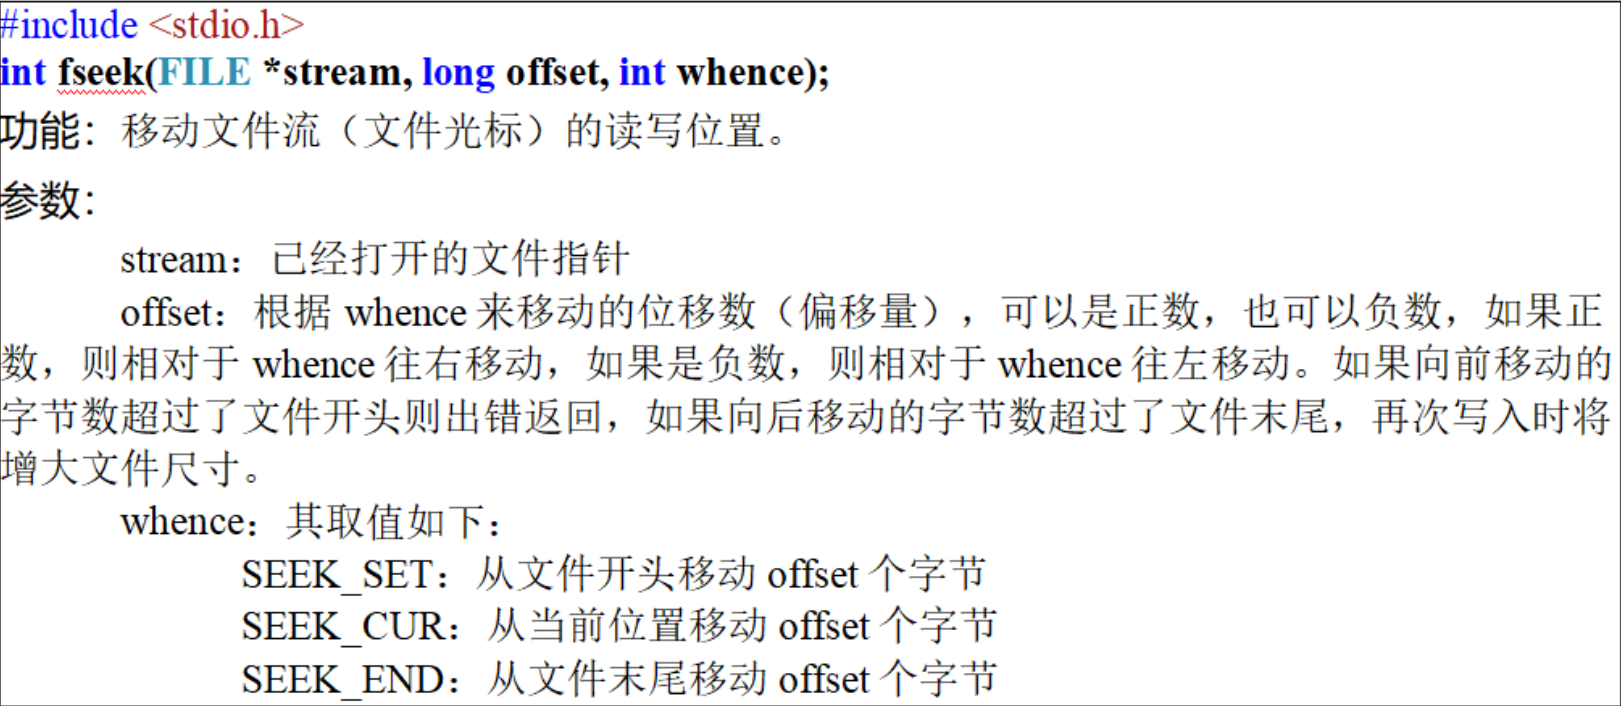 #include <stdio.h>
int fseek(FILE *stream, long offset, int whence);
功能：移动文件流（文件光标）的读写位置。
参数：
stream：已经打开的文件指针
offset：根据 whence 来移动的位移数（偏移量），可以是正数，也可以负数，如果正
数，则相对于 whence 往右移动，如果是负数，则相对于 whence 往左移动。如果向前移动的
字节数超过了文件开头则出错返回，如果向后移动的字节数超过了文件末尾，再次写入时将
增大文件尺寸。
whence：其取值如下：
SEEK_SET：从文件开头移动 offset 个字节
SEEK_CUR：从当前位置移动 offset 个字节
SEEK_END：从文件末尾移动 offset 个字节